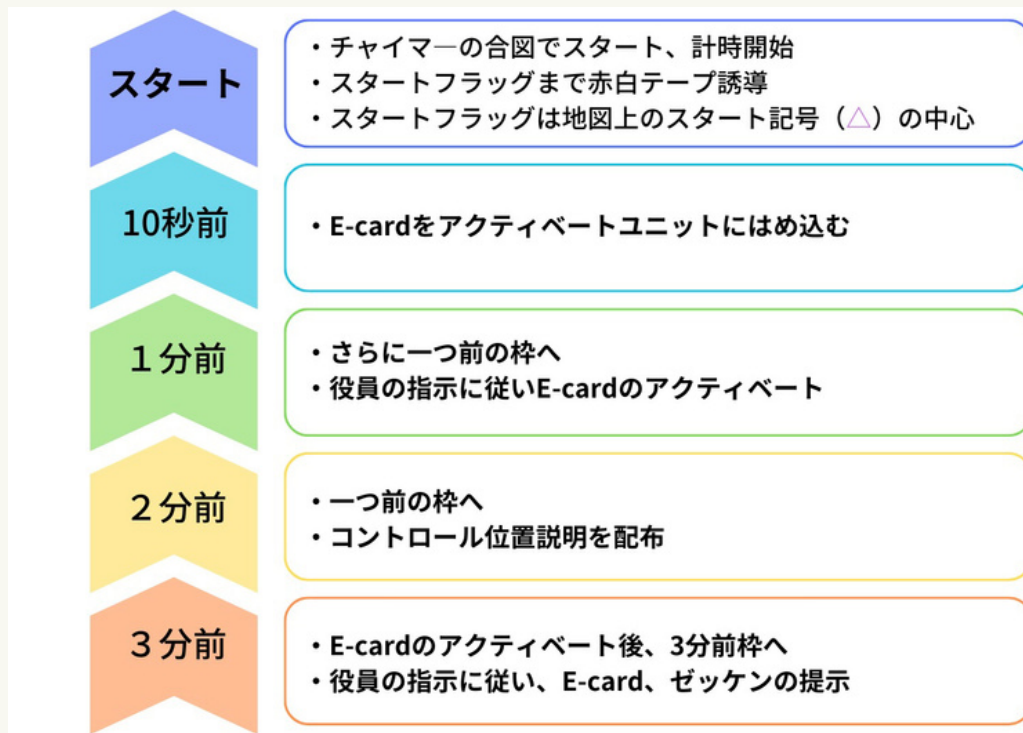 スタート
・チャイマ―の合図でスタート、計時開始
・スタートフラッグまで赤白テープ誘導
・スタートフラッグは地図上のスタート記号（△）の中心
10秒前
・E-cardをアクティベートユニットにはめ込む
１分前
・さらに一つ前の枠へ
・役員の指示に従いE-cardのアクティベート
２分前
・一つ前の枠へ
・コントロール位置説明を配布
３分前
・E-cardのアクティベート後、3分前枠へ
・役員の指示に従い、E-card、ゼッケンの提示